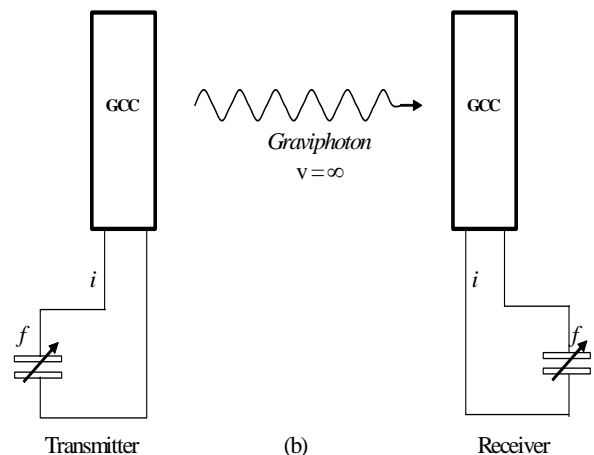 GCC
GCC
Graviphoton
v = ∞
i
i
f
f
Transmitter
(b)
Receiver